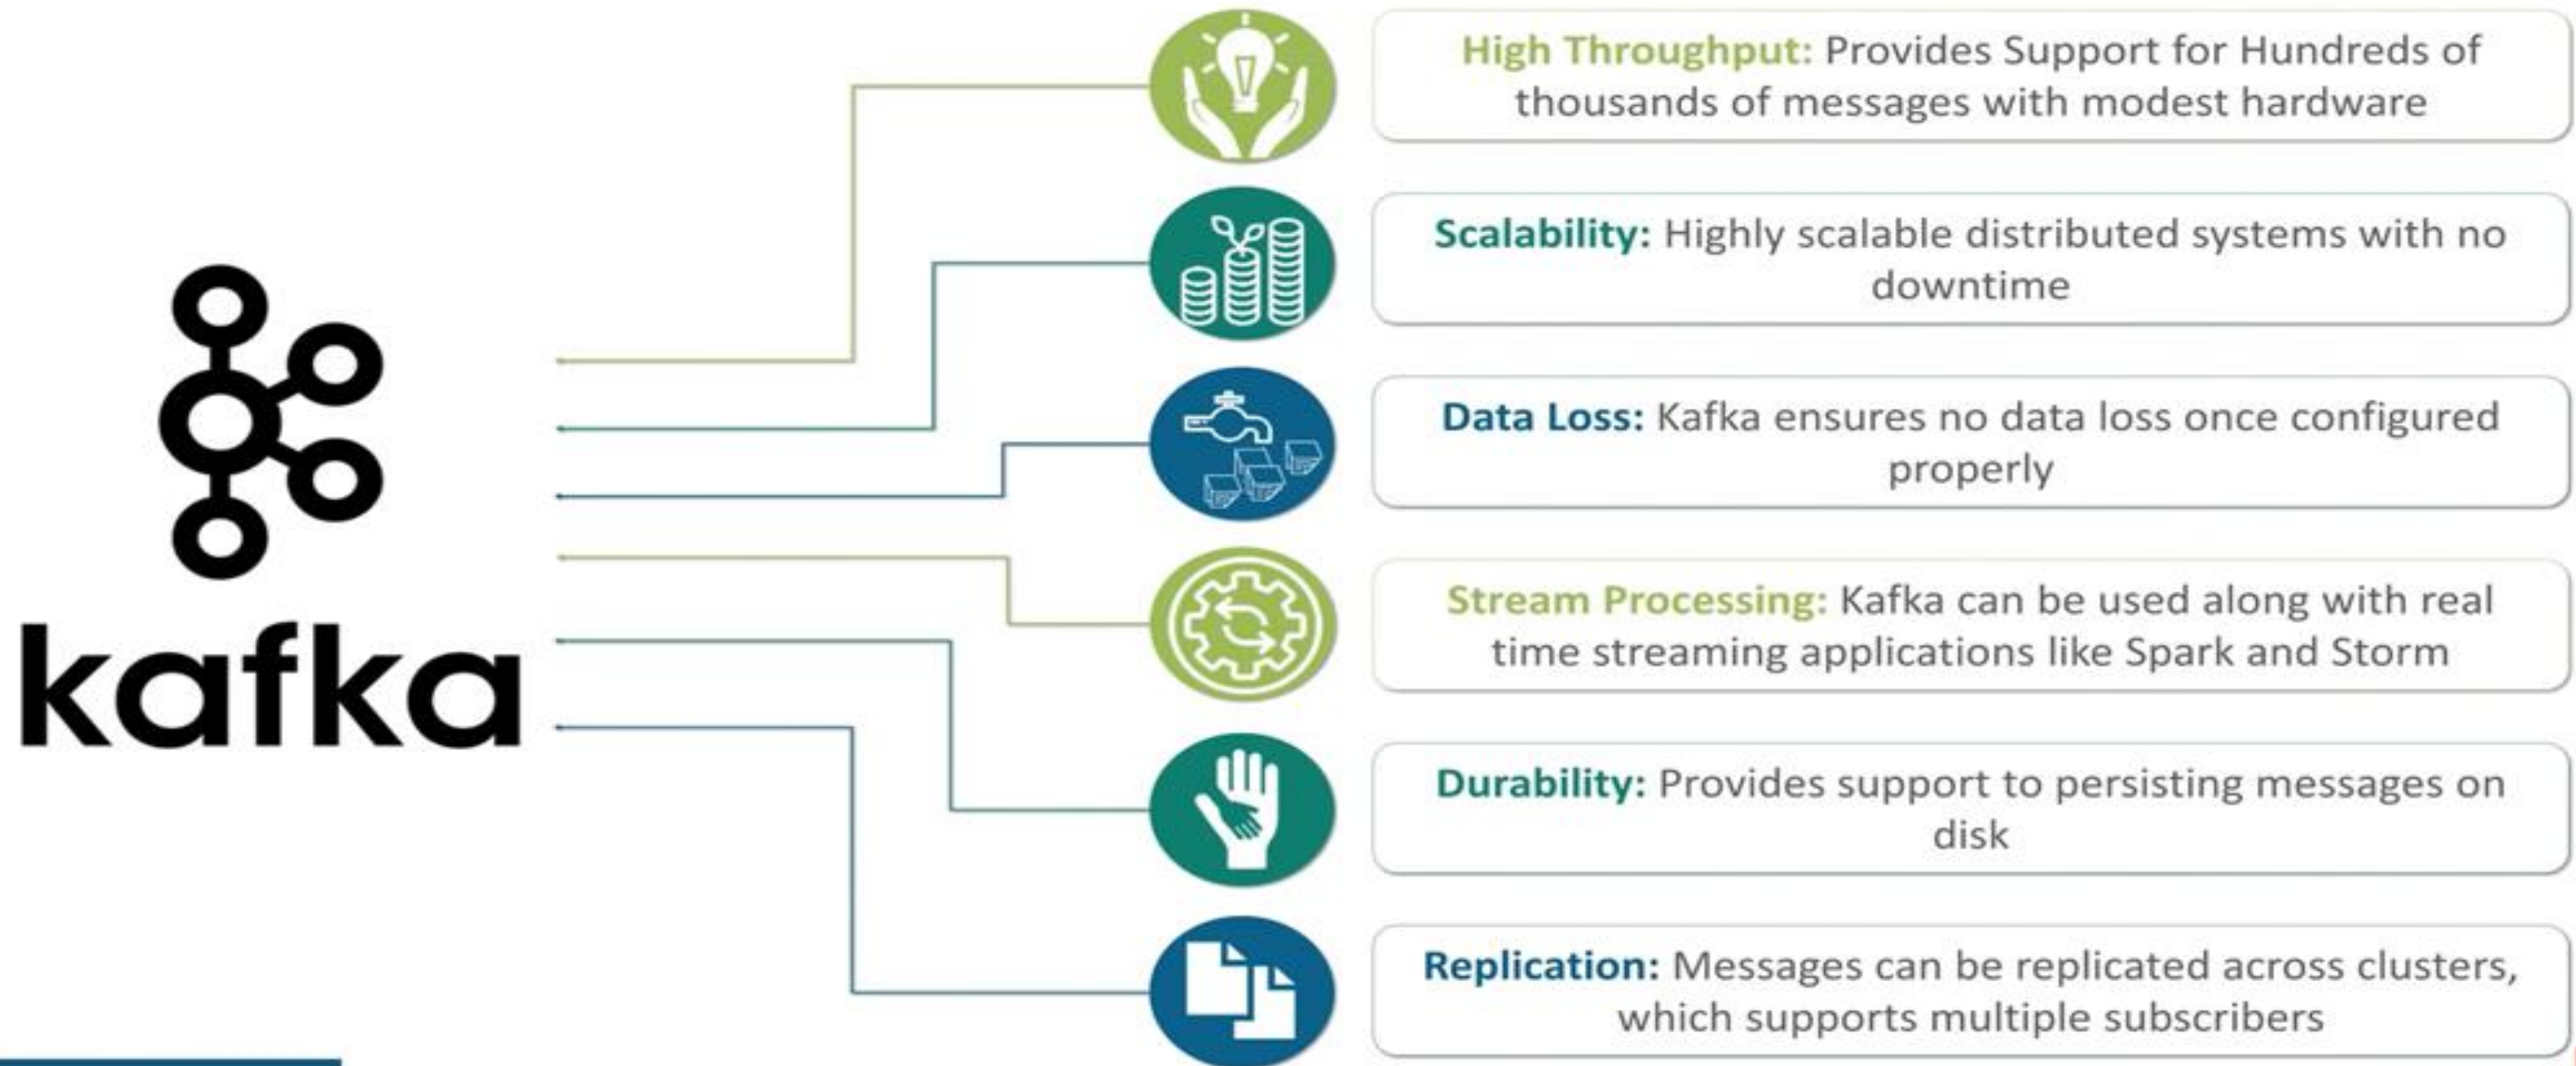 kafka
High Throughput: Provides Support for Hundreds of
thousands of messages with modest hardware
Scalability: Highly scalable distributed systems with no
downtime
Data Loss: Kafka ensures no data loss once configured
properly
Stream Processing: Kafka can be used along with real
time streaming applications like Spark and Storm
Durability: Provides support to persisting messages on
disk
Replication: Messages can be replicated across clusters,
which supports multiple subscribers